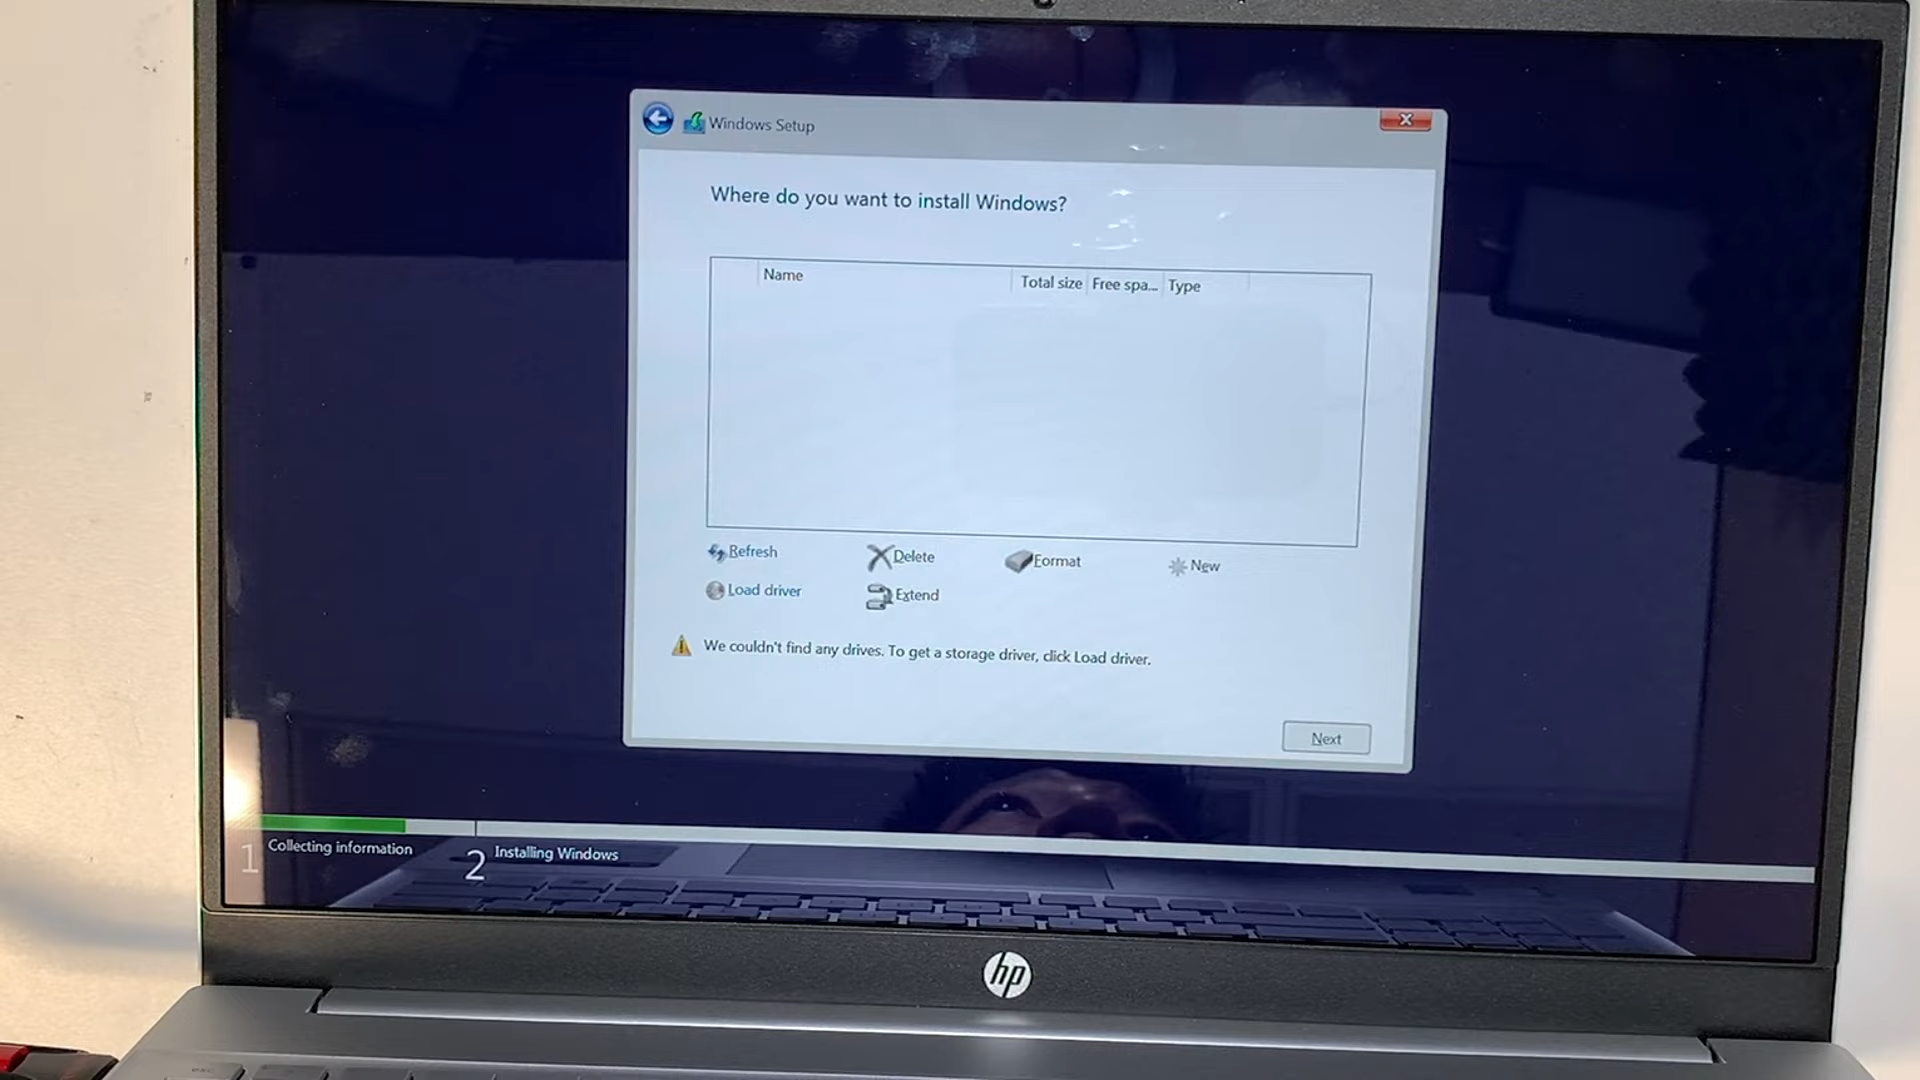 Windows Setup
Where do you want to install Windows?
Name Total size Free spa... Type
Refresh Delete Format New
Load driver Extend
We couldn't find any drives. To get a storage driver, click Load driver.
Next
1 Collecting information 2 Installing Windows
hp